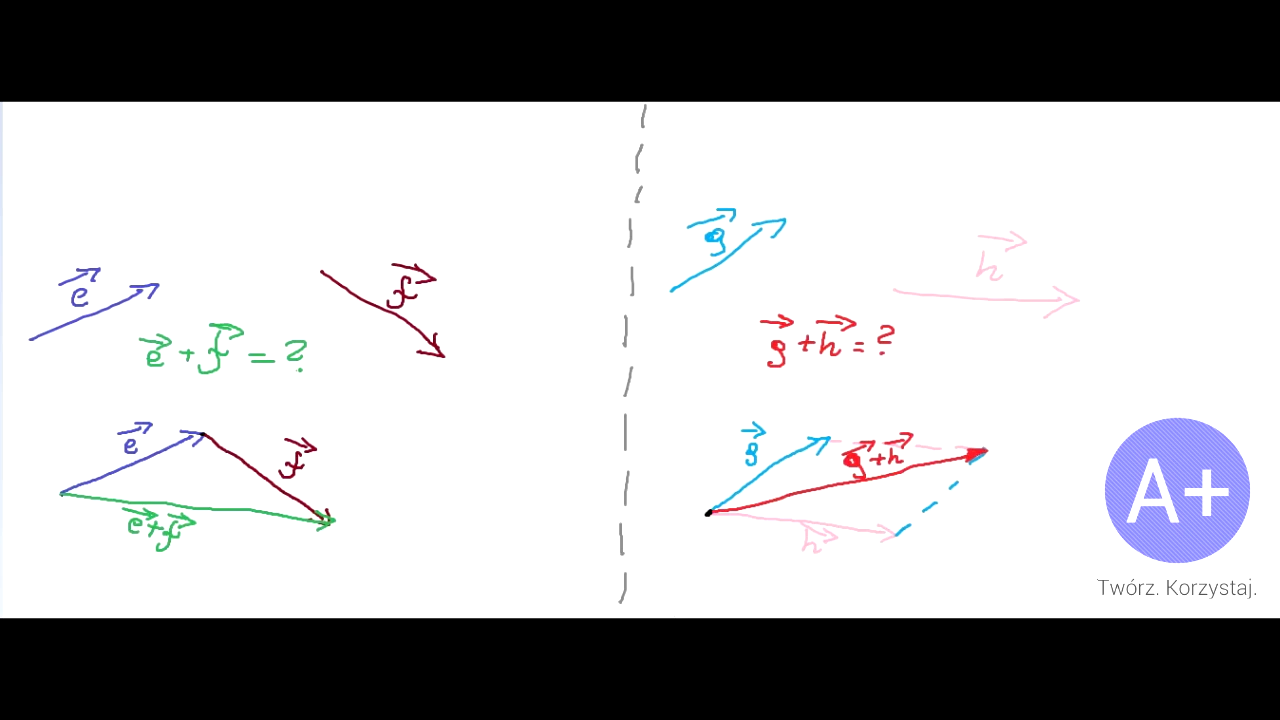 e
f
e + f = ?
e
f
e+f
g
h
g + h = ?
g
g+h
h
A+
Twórz. Korzystaj.